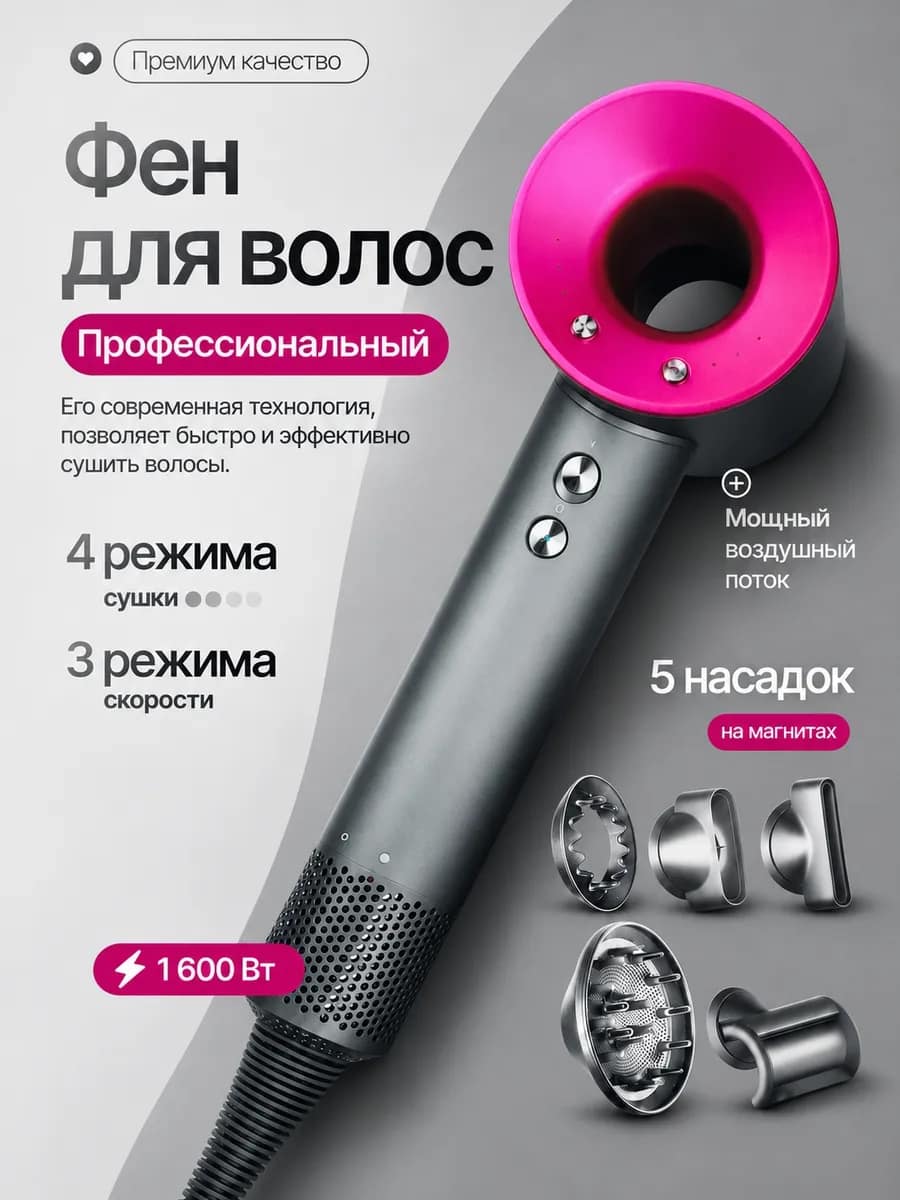 Премиум качество
Фен
для волос
Профессиональный
Его современная технология,
позволяет быстро и эффективно
сушить волосы.
4 режима
сушки
3 режима
скорости
Мощный
воздушный
поток
5 насадок
на магнитах
1 600 Вт